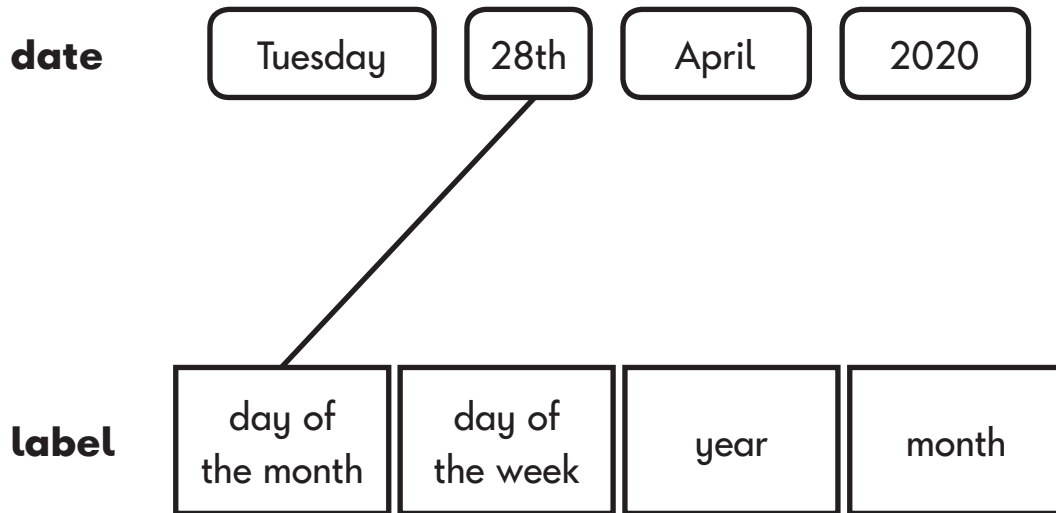 date Tuesday 28th April 2020
day of day of
label the month the week year month